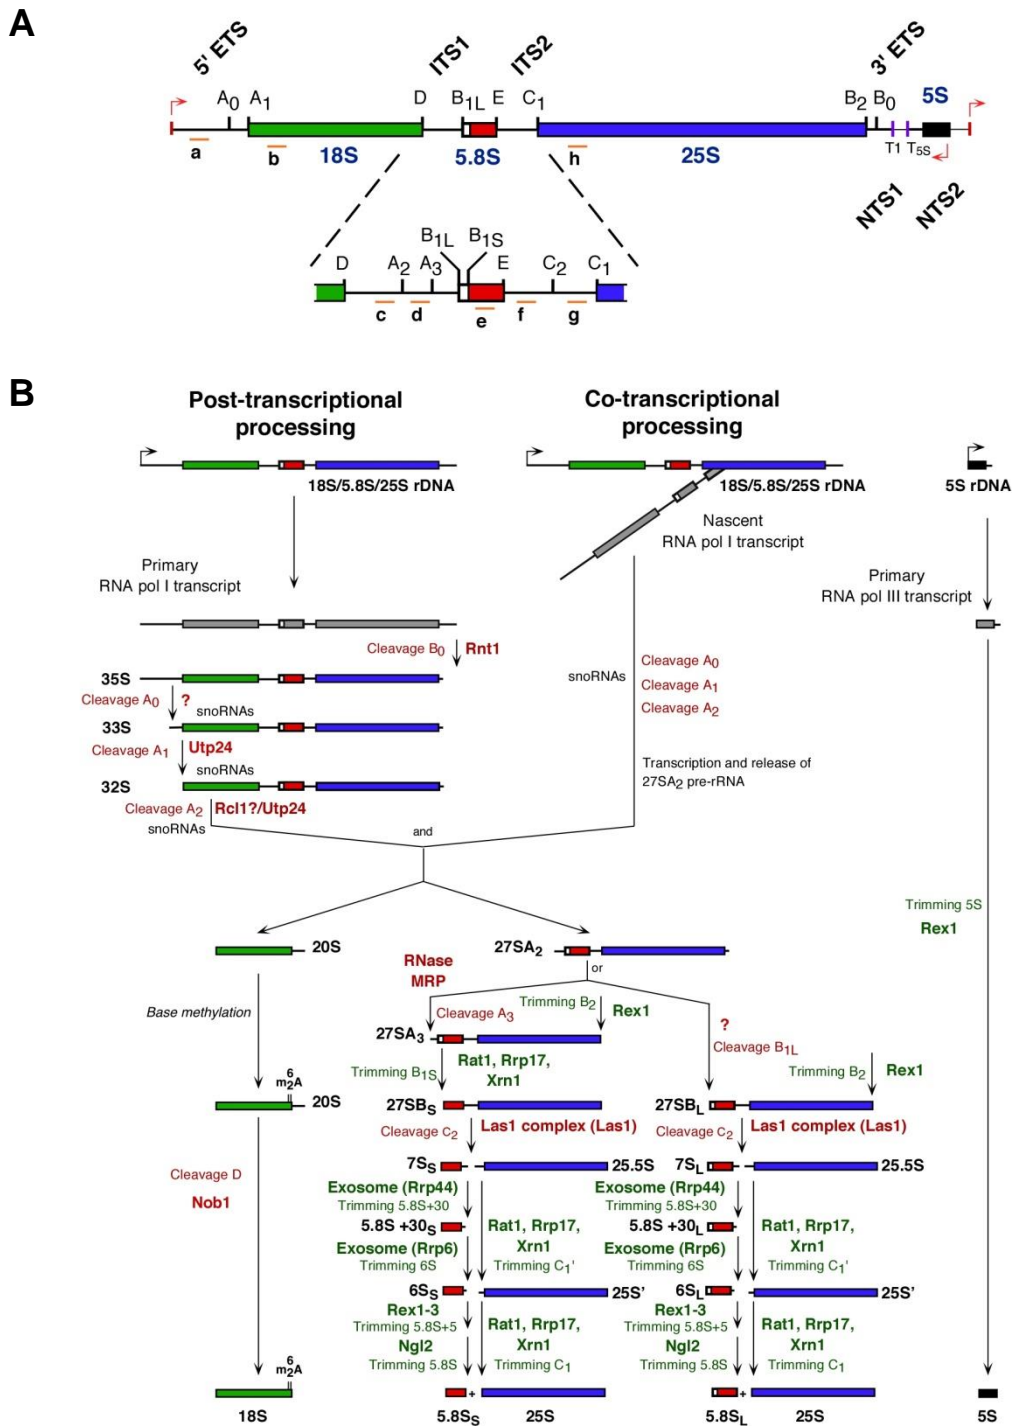 A
5' ETS
ITS1
ITS2
3' ETS
A0 A1 D B1L E C1 B2 B0 5S
a b 18S 5.8S h 25S T1 T5S
NTS1 NTS2
B1L B1S
D A2 A3 E C2 C1
c d e f g
B
Post-transcriptional
processing
Co-transcriptional
processing
18S/5.8S/25S rDNA
18S/5.8S/25S rDNA
5S rDNA
Nascent
RNA pol I transcript
Primary
RNA pol I transcript
Primary
RNA pol III transcript
Cleavage B0 Rnt1
35S
Cleavage A0 ? snoRNAs
33S
Cleavage A1 Utp24
snoRNAs
32S
Cleavage A2 Rcl1?/Utp24
snoRNAs
snoRNAs
Cleavage A0
Cleavage A1
Cleavage A2
Transcription and release of
27SA2 pre-rRNA
and
Trimming 5S
Rex1
20S
27SA2
or
RNase
MRP
Cleavage A3
Trimming B2 Rex1
?
Cleavage B1L
Base methylation
27SA3
Rat1, Rrp17,
Xrn1
Trimming B1S
Trimming B2 Rex1
m62A
20S
27SBS
27SBL
Cleavage C2 Las1 complex (Las1)
Cleavage C2 Las1 complex (Las1)
Cleavage D
Nob1
7SS 25.5S
7SL 25.5S
Exosome (Rrp44)
Trimming 5.8S+30
Exosome (Rrp44)
Trimming 5.8S+30
5.8S +30S
5.8S +30L
Rat1, Rrp17,
Xrn1
Trimming C1'
Rat1, Rrp17,
Xrn1
Trimming C1'
Exosome (Rrp6)
Trimming 6S
Exosome (Rrp6)
Trimming 6S
6SS 25S'
6SL 25S'
Rex1-3
Trimming 5.8S+5
Ngl2
Trimming 5.8S
Rat1, Rrp17,
Xrn1
Trimming C1
Rex1-3
Trimming 5.8S+5
Ngl2
Trimming 5.8S
Rat1, Rrp17,
Xrn1
Trimming C1
m62A
+
+
18S 5.8SS 25S 5.8SL 25S 5S